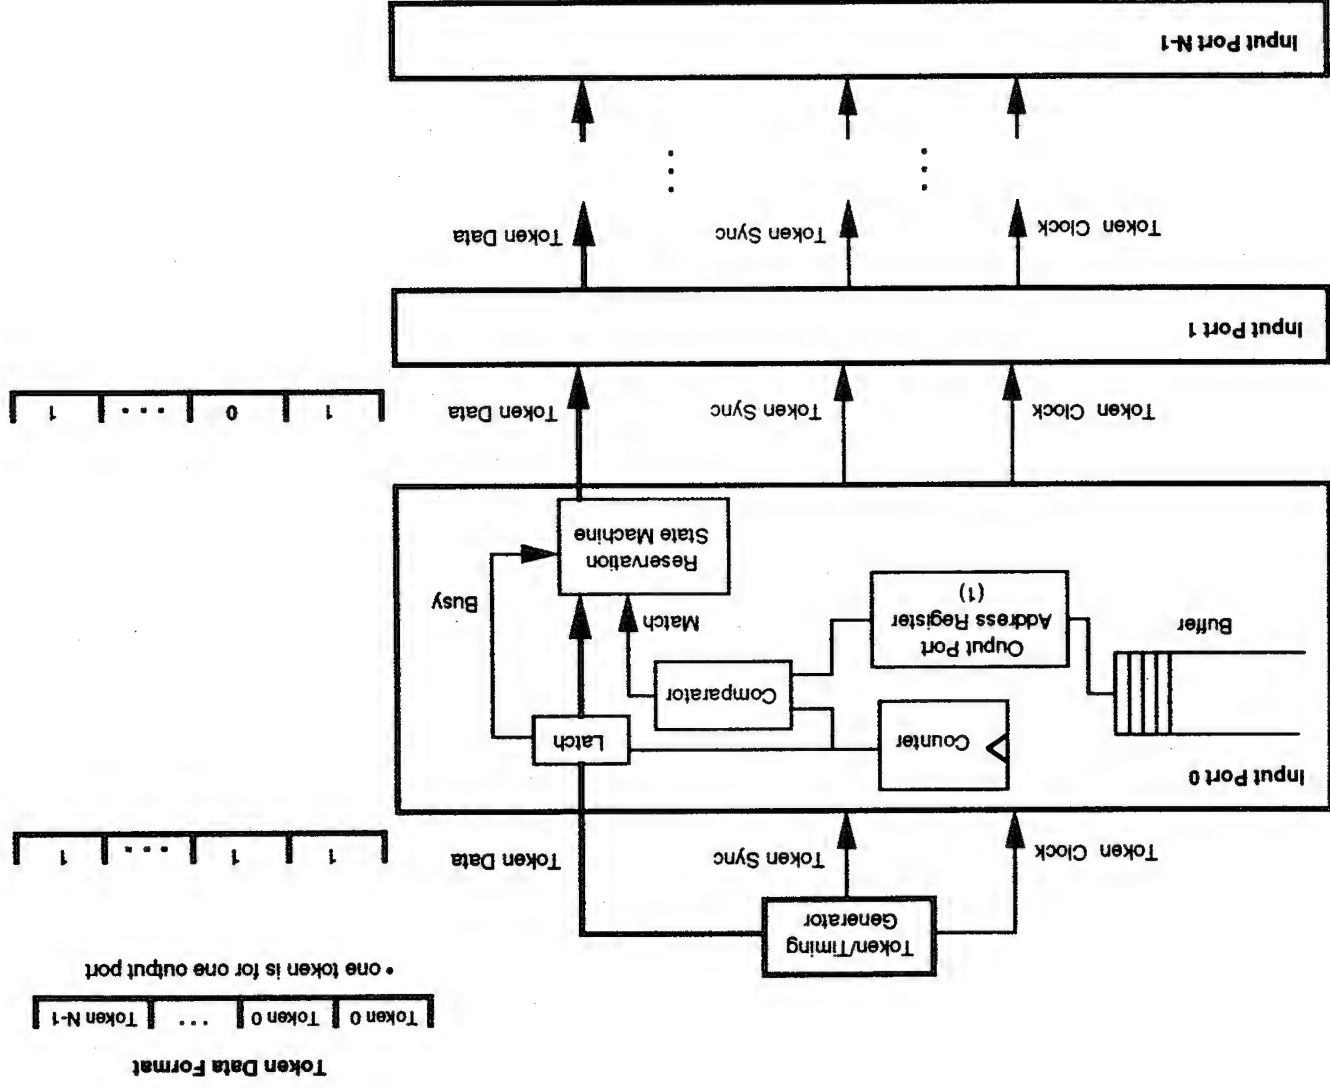 Token Data Format
Token 0 Token 0 ... Token N-1
• one token is for one output port
Token/Timing
Generator
Token Clock
Token Sync
Token Data
1 1 ... 1
Input Port 0
Counter
Latch
Comparator
Buffer
Ouput Port
Address Register
(1)
Match
Busy
Reservation
State Machine
Token Clock
Token Sync
Token Data
1 0 ... 1
Input Port 1
Token Clock
Token Sync
Token Data
... ...
Input Port N-1